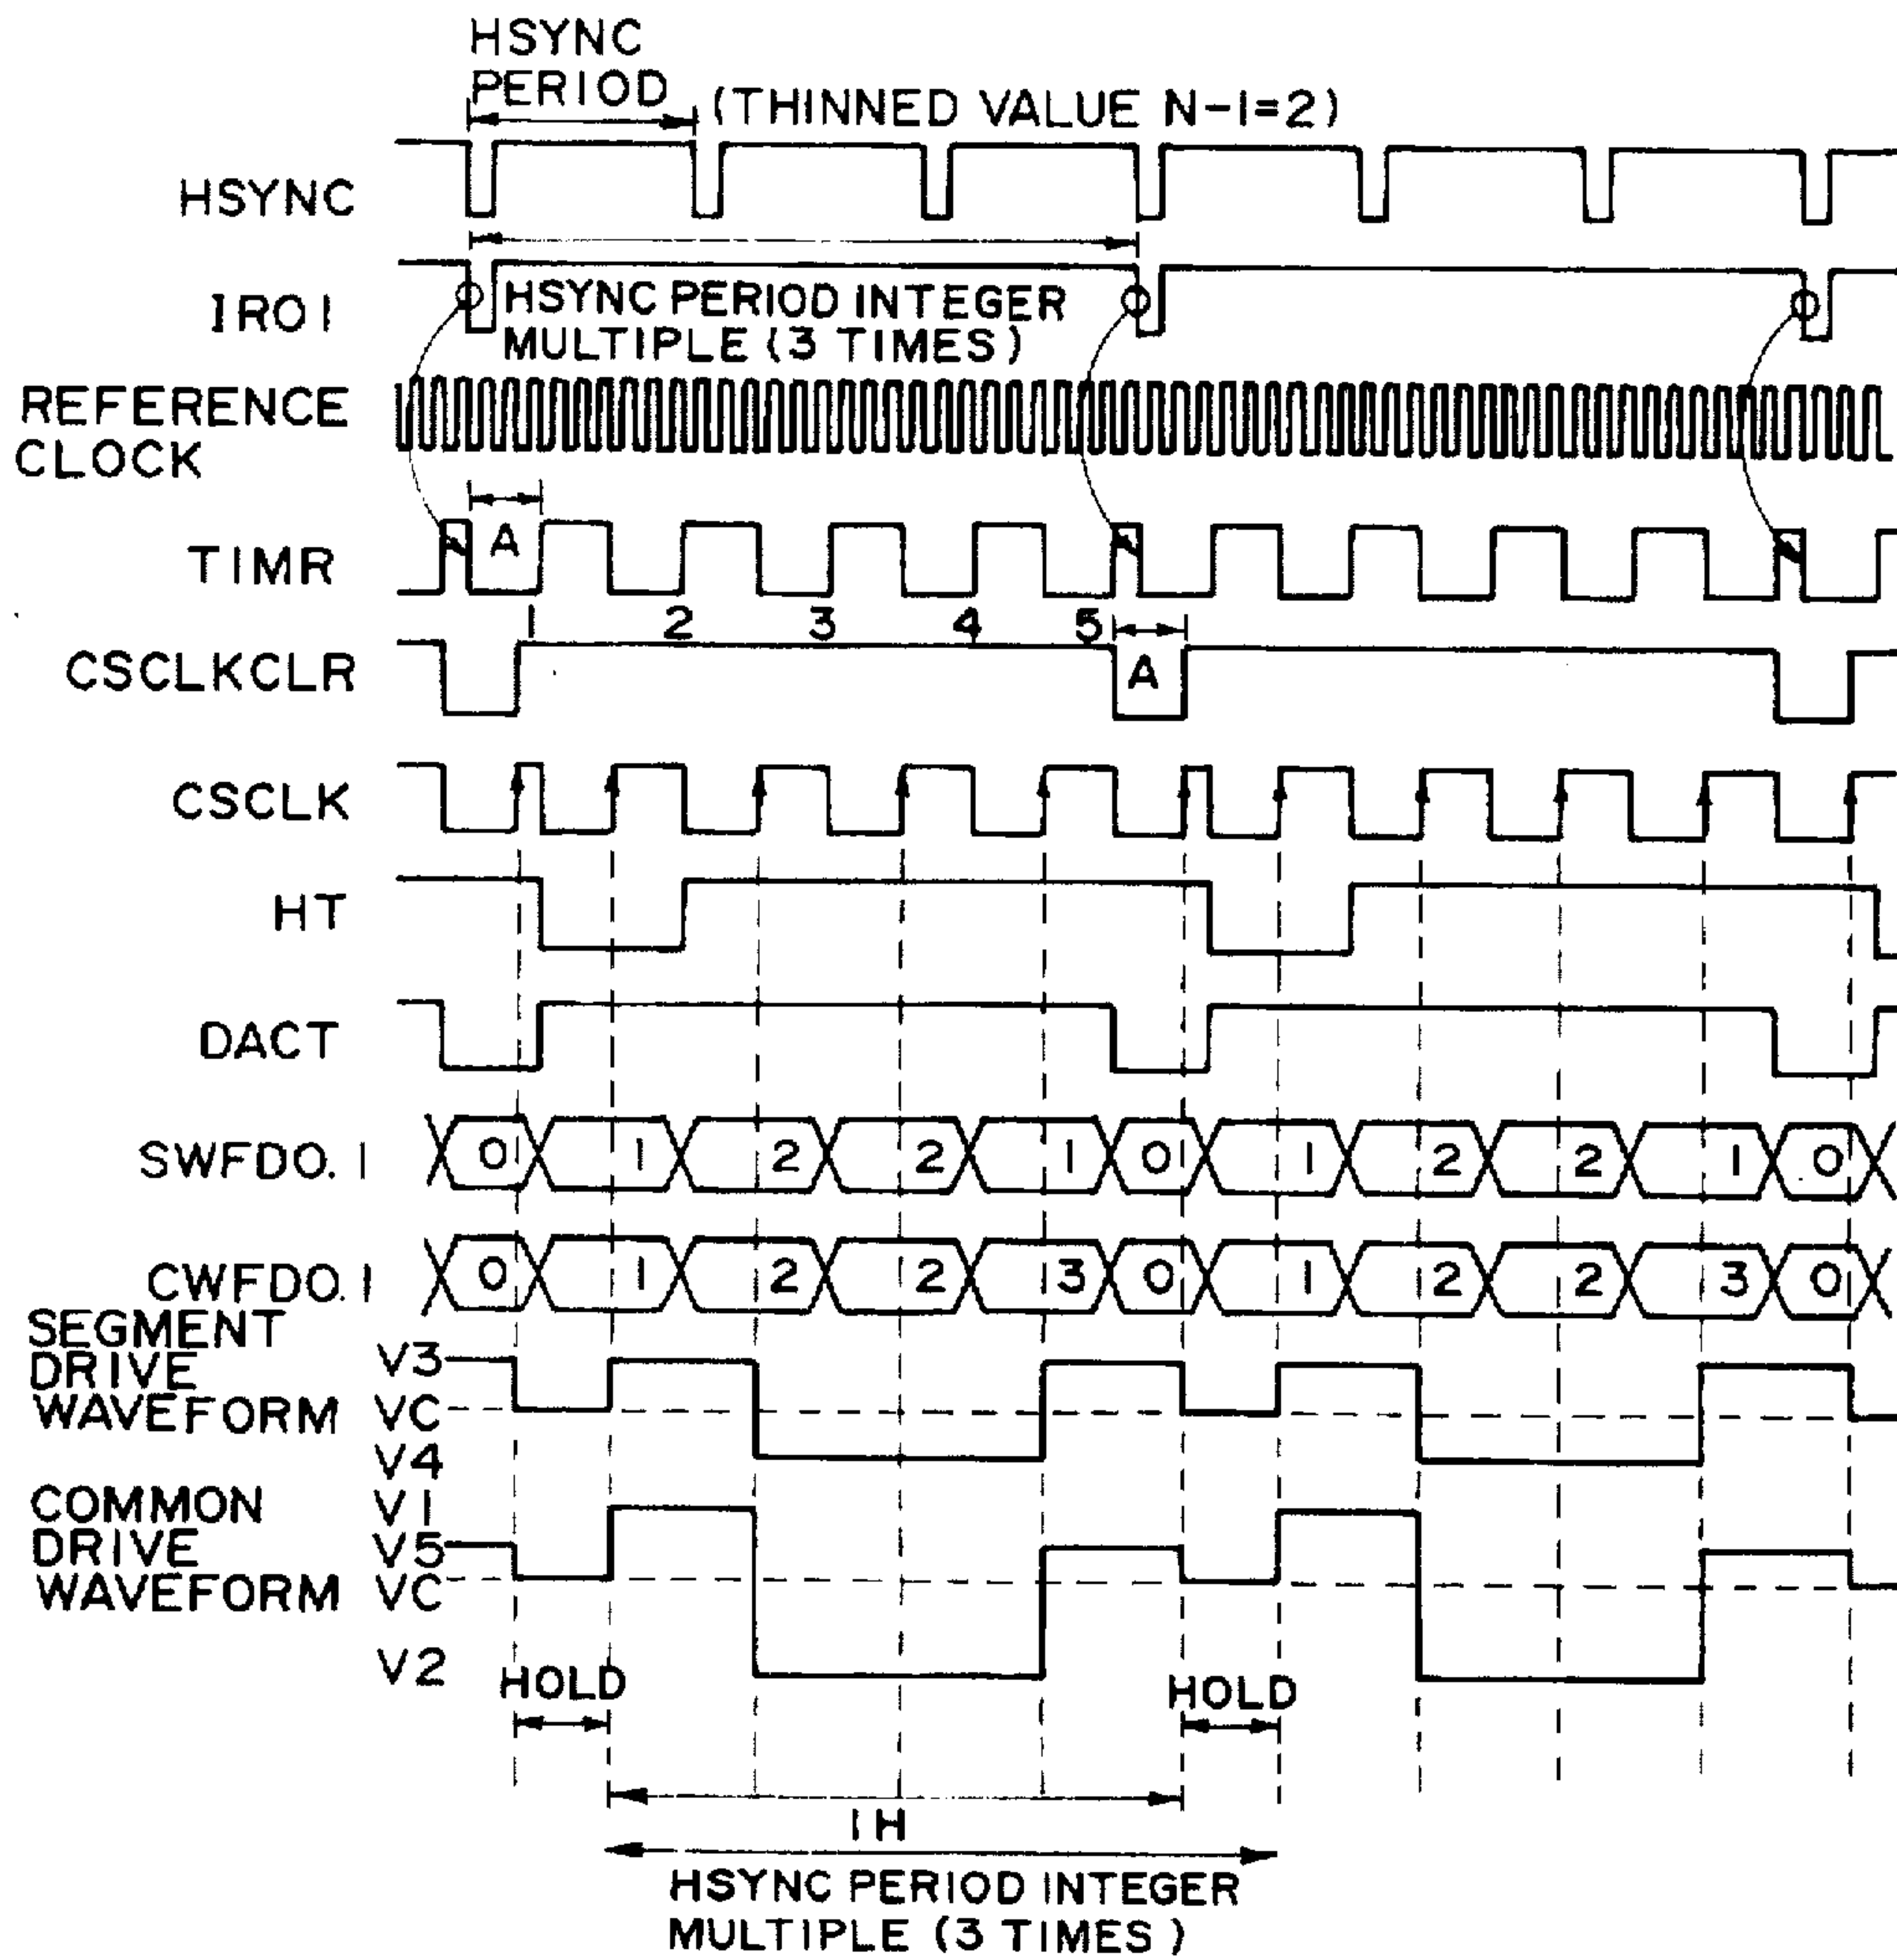 HSYNC
PERIOD
(THINNED VALUE N-1=2)
HSYNC
IRO1
HSYNC PERIOD INTEGER
MULTIPLE (3 TIMES)
REFERENCE
CLOCK
A
TIMR
1 2 3 4 5
CSCLKCLR
A
CSCLK
HT
DACT
SWFD0.1 0 1 2 2 1 0 1 2 2 1 0
CWFD0.1 0 1 2 2 3 0 1 2 2 3 0
SEGMENT
DRIVE
WAVEFORM
V3
VC
V4
COMMON
DRIVE
WAVEFORM
V1
V5
VC
V2
HOLD HOLD
1H
HSYNC PERIOD INTEGER
MULTIPLE (3 TIMES)